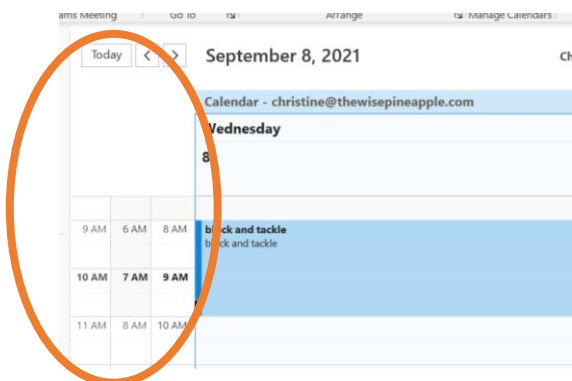 ams Meeting Go To Arrange Manage Calendars
Today < > September 8, 2021 Ch
Calendar - christine@thewisepineapple.com
Wednesday
8
9 AM 6 AM 8 AM block and tackle
block and tackle
10 AM 7 AM 9 AM
11 AM 8 AM 10 AM